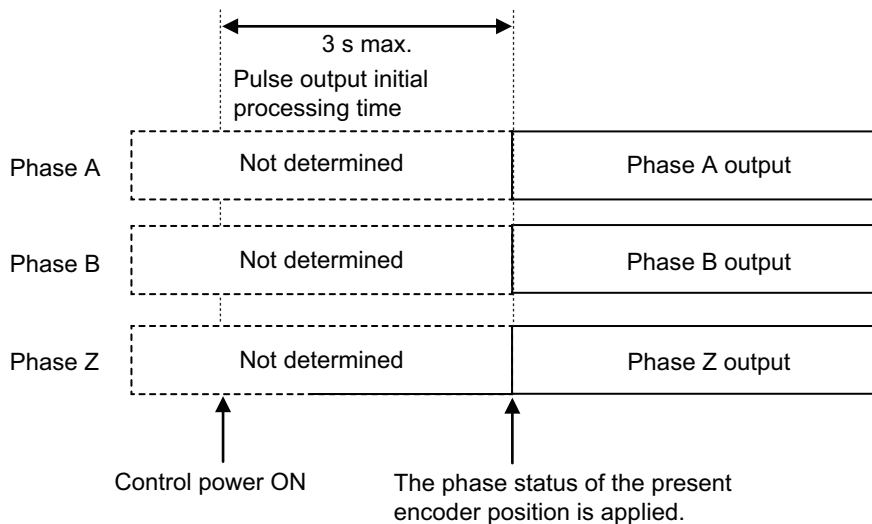 3 s max.
Pulse output initial
processing time
Phase A
Not determined
Phase A output
Phase B
Not determined
Phase B output
Phase Z
Not determined
Phase Z output
Control power ON
The phase status of the present
encoder position is applied.